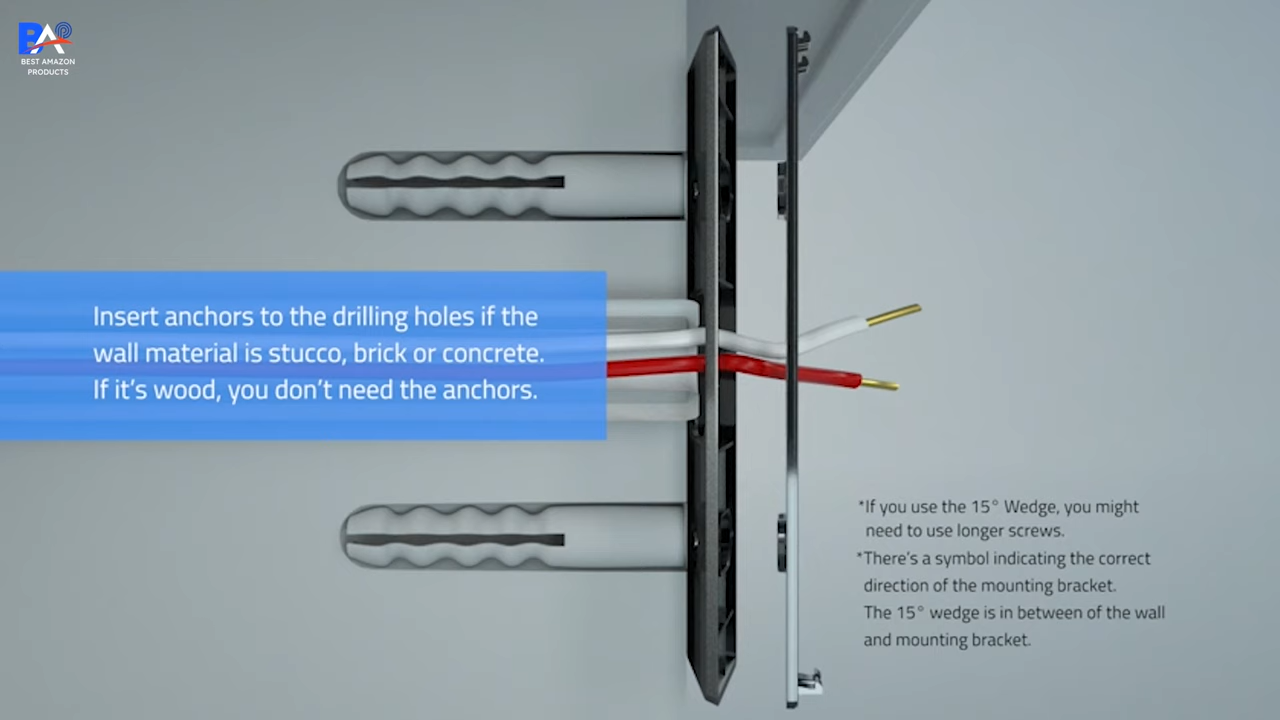 BAP
BEST AMAZON
PRODUCTS
Insert anchors to the drilling holes if the
wall material is stucco, brick or concrete.
If it's wood, you don't need the anchors.
*If you use the 15° Wedge, you might
need to use longer screws.
*There's a symbol indicating the correct
direction of the mounting bracket.
The 15° wedge is in between of the wall
and mounting bracket.